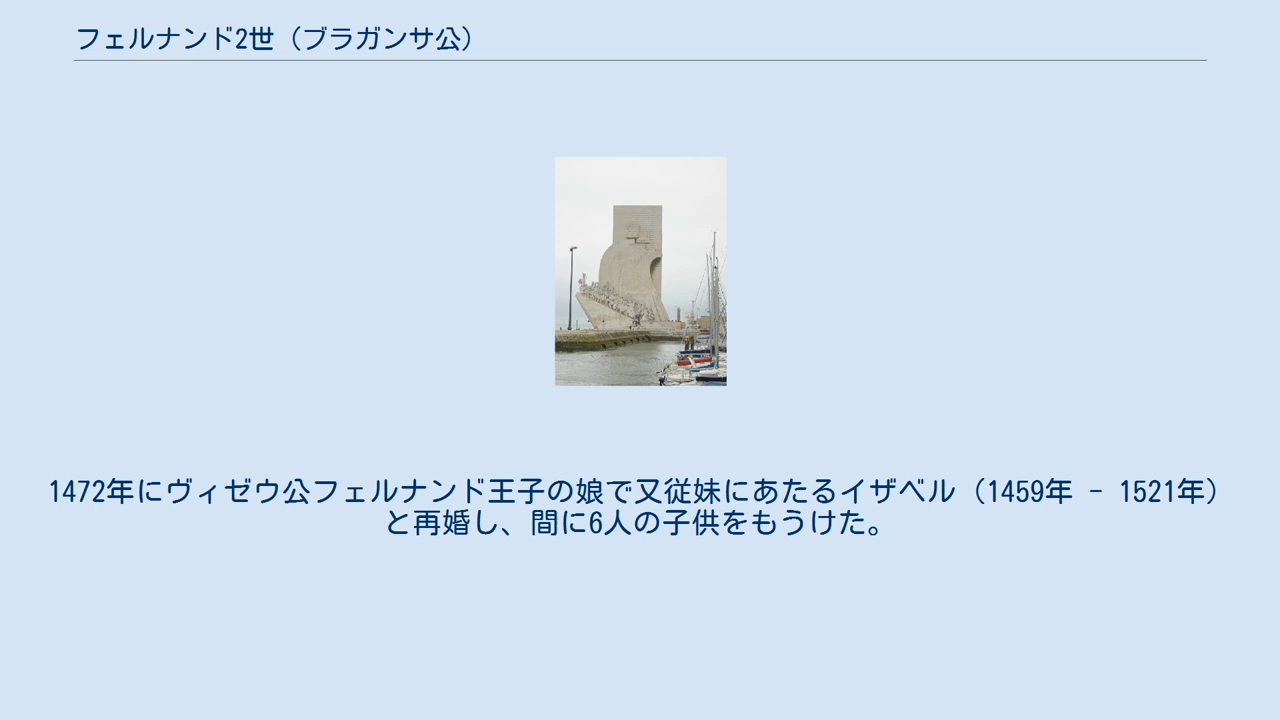 フェルナンド2世（ブラガンサ公）
1472年にヴィゼウ公フェルナンド王子の娘で又従妹にあたるイザベル（1459年 - 1521年）
と再婚し、間に6人の子供をもうけた。